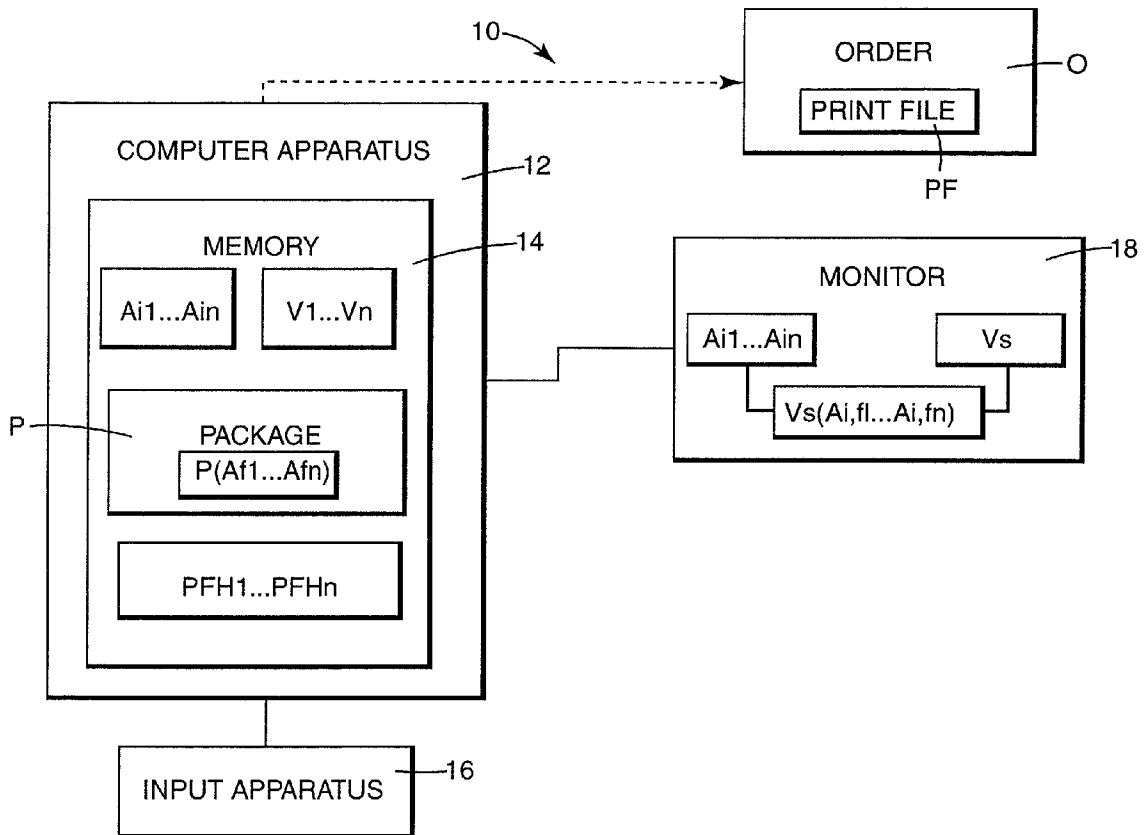 10
ORDER
O
PRINT FILE
PF
COMPUTER APPARATUS
12
MEMORY
14
Ai1...Ain
V1...Vn
P
PACKAGE
P(Af1...Afn)
PFH1...PFHn
18
MONITOR
Ai1...Ain
Vs
Vs(Ai,fl...Ai,fn)
INPUT APPARATUS
16